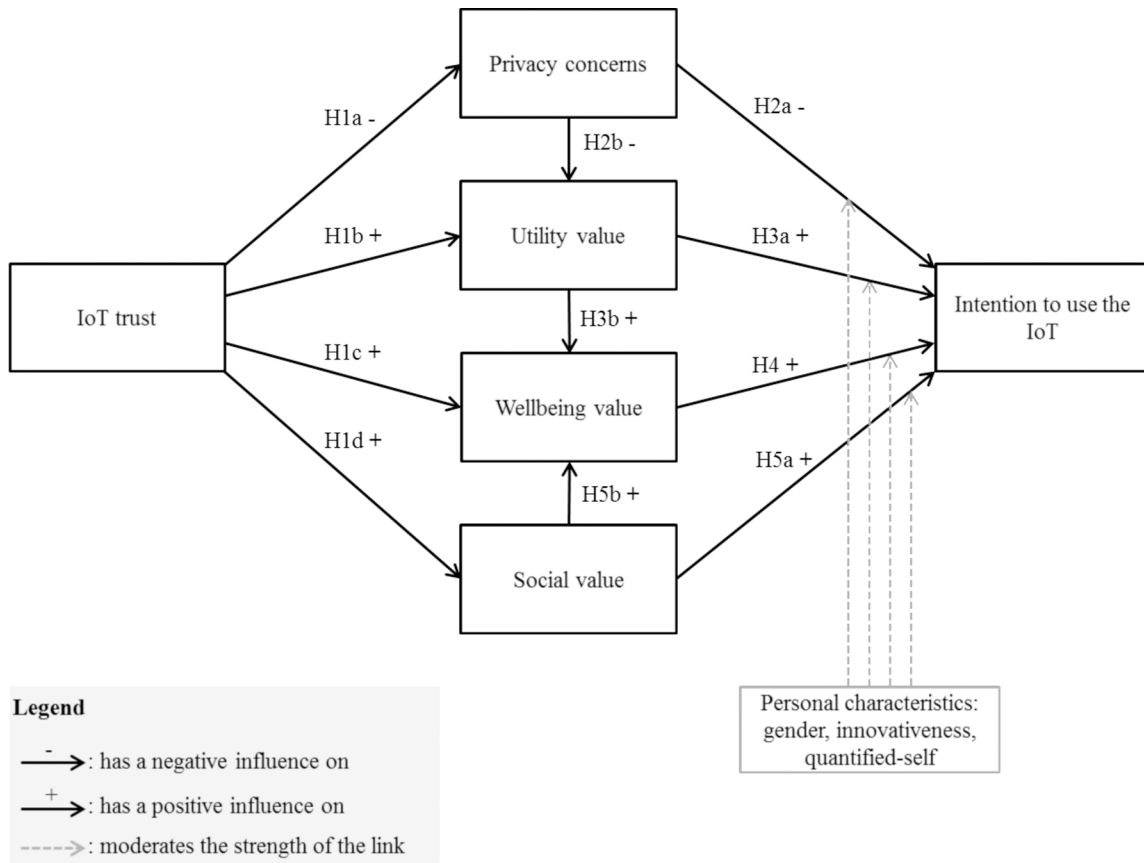 Privacy concerns
H1a -
H2a -
H2b -
Utility value
H1b +
H3a +
IoT trust
Intention to use the
IoT
H3b +
H1c +
H4 +
Wellbeing value
H1d +
H5a +
H5b +
Social value
Personal characteristics:
gender, innovativeness,
quantified-self
Legend
-
: has a negative influence on
+
: has a positive influence on
: moderates the strength of the link